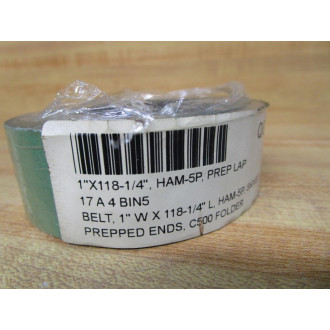 1"X118-1/4", HAM-5P, PREP LAP
17 A 4 BIN5
BELT, 1" W X 118-1/4" L, HAM-5P
PREPPED ENDS, C500 FOLDER